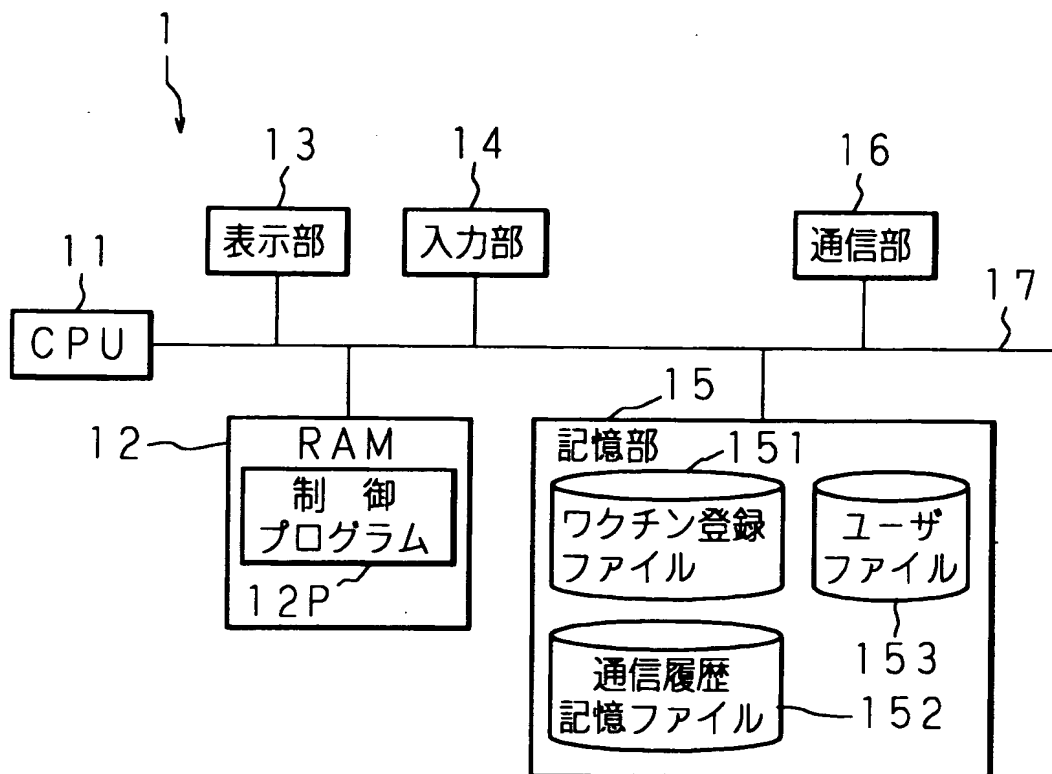 1
13
14
16
表示部
入力部
通信部
11
17
CPU
15
12
RAM
記憶部
151
制 御
プログラム
ワクチン登録
ファイル
ユーザ
ファイル
12P
153
通信履歴
記憶ファイル
152